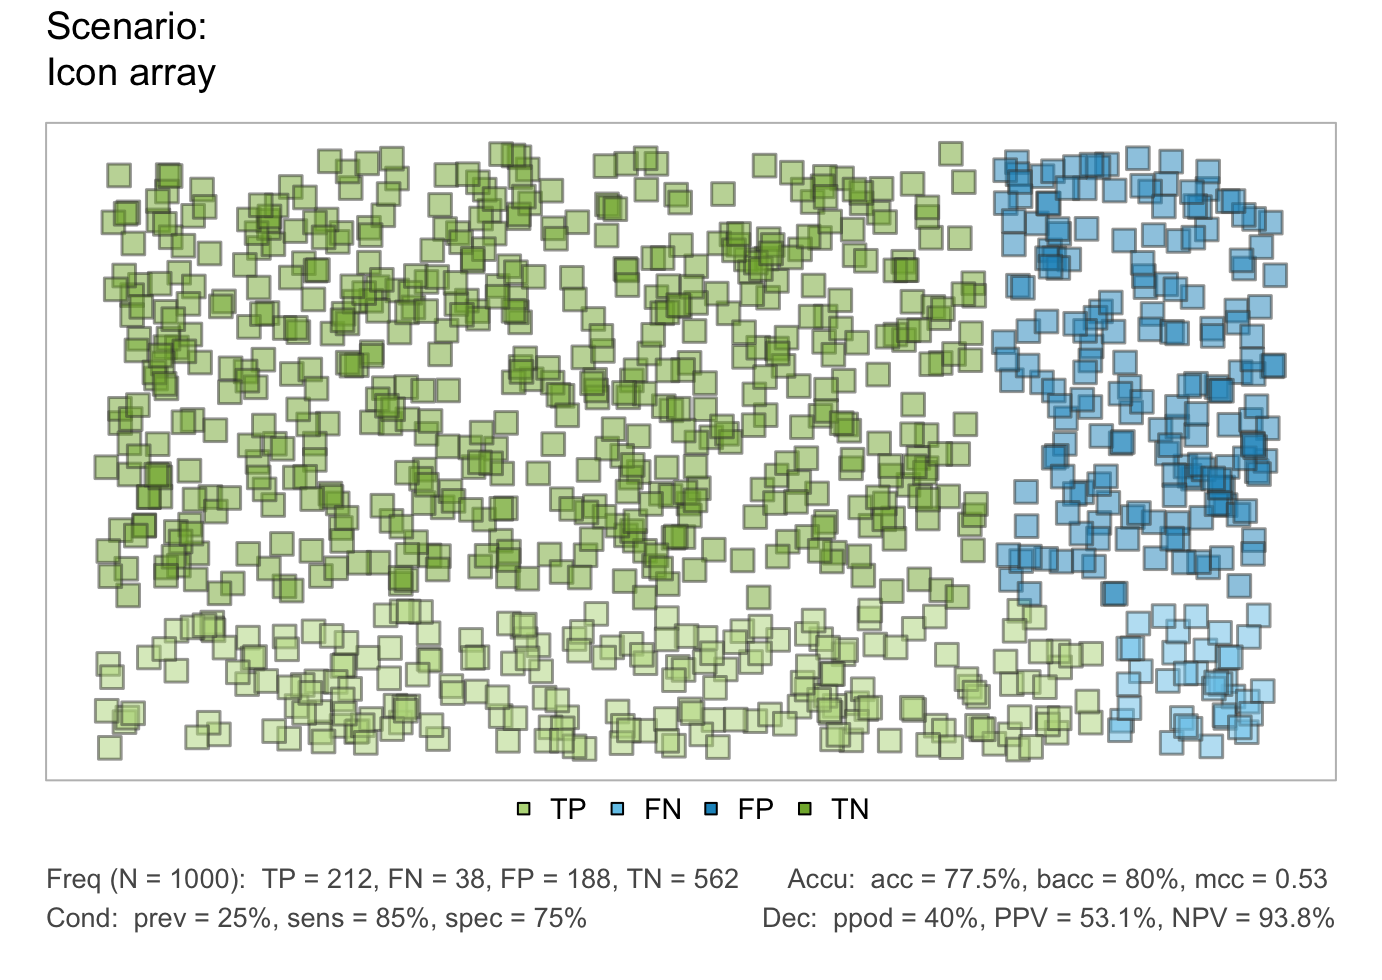 Scenario:
Icon array
TP FN FP TN
Freq (N = 1000): TP = 212, FN = 38, FP = 188, TN = 562 Accu: acc = 77.5%, bacc = 80%, mcc = 0.53
Cond: prev = 25%, sens = 85%, spec = 75% Dec: ppod = 40%, PPV = 53.1%, NPV = 93.8%